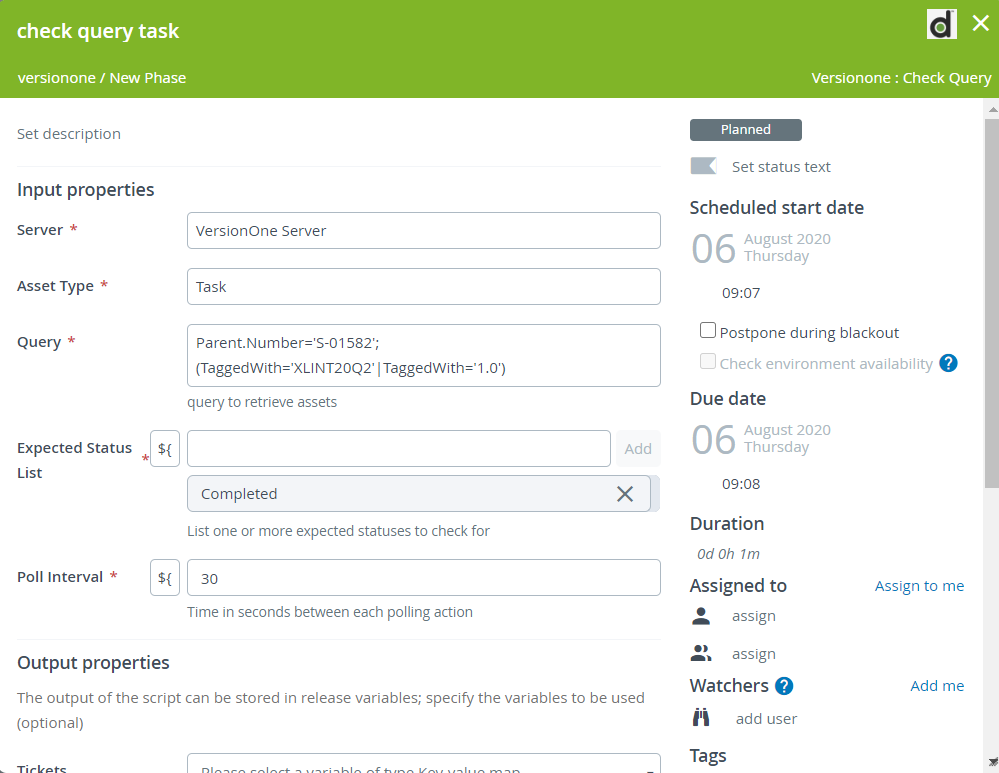 check query task
d
versionone / New Phase
Versionone : Check Query
Set description
Input properties
Server *
VersionOne Server
Asset Type *
Task
Query *
Parent.Number='S-01582';
(TaggedWith='XLINT20Q2'|TaggedWith='1.0')
query to retrieve assets
Expected Status
List
*
${
Add
Completed
List one or more expected statuses to check for
Poll Interval *
${
30
Time in seconds between each polling action
Output properties
The output of the script can be stored in release variables; specify the variables to be used
(optional)
Tickets
Please select a variable of type Key-value map
Planned
Set status text
Scheduled start date
06
August 2020
Thursday
09:07
Postpone during blackout
Check environment availability ?
Due date
06
August 2020
Thursday
09:08
Duration
0d 0h 1m
Assigned to
Assign to me
assign
assign
Watchers ?
Add me
add user
Tags